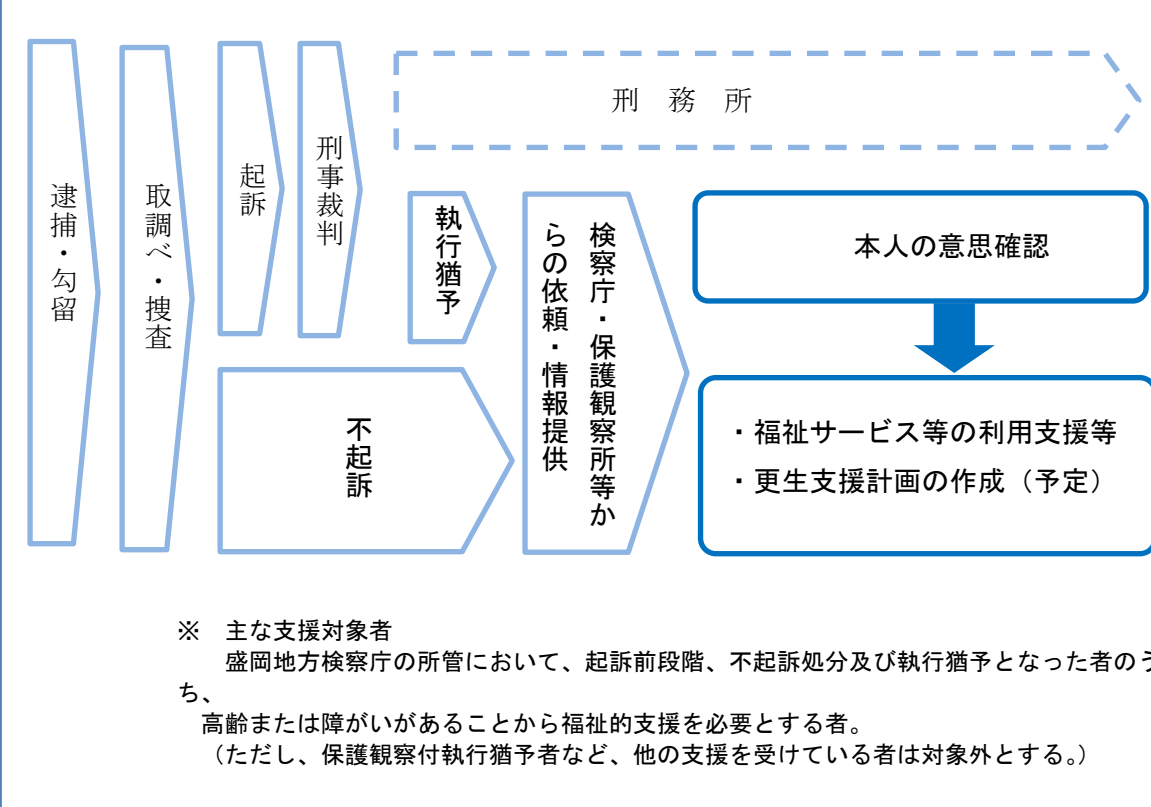 逮捕・勾留
取調べ・捜査
起訴
刑事裁判
刑務所
執行猶予
不起訴
検察庁・保護観察所等か
らの依頼・情報提供
本人の意思確認
・福祉サービス等の利用支援等
・更生支援計画の作成（予定）
※　主な支援対象者
盛岡地方検察庁の所管において、起訴前段階、不起訴処分及び執行猶予となった者のう
ち、
高齢または障がいがあることから福祉的支援を必要とする者。
（ただし、保護観察付執行猶予者など、他の支援を受けている者は対象外とする。）